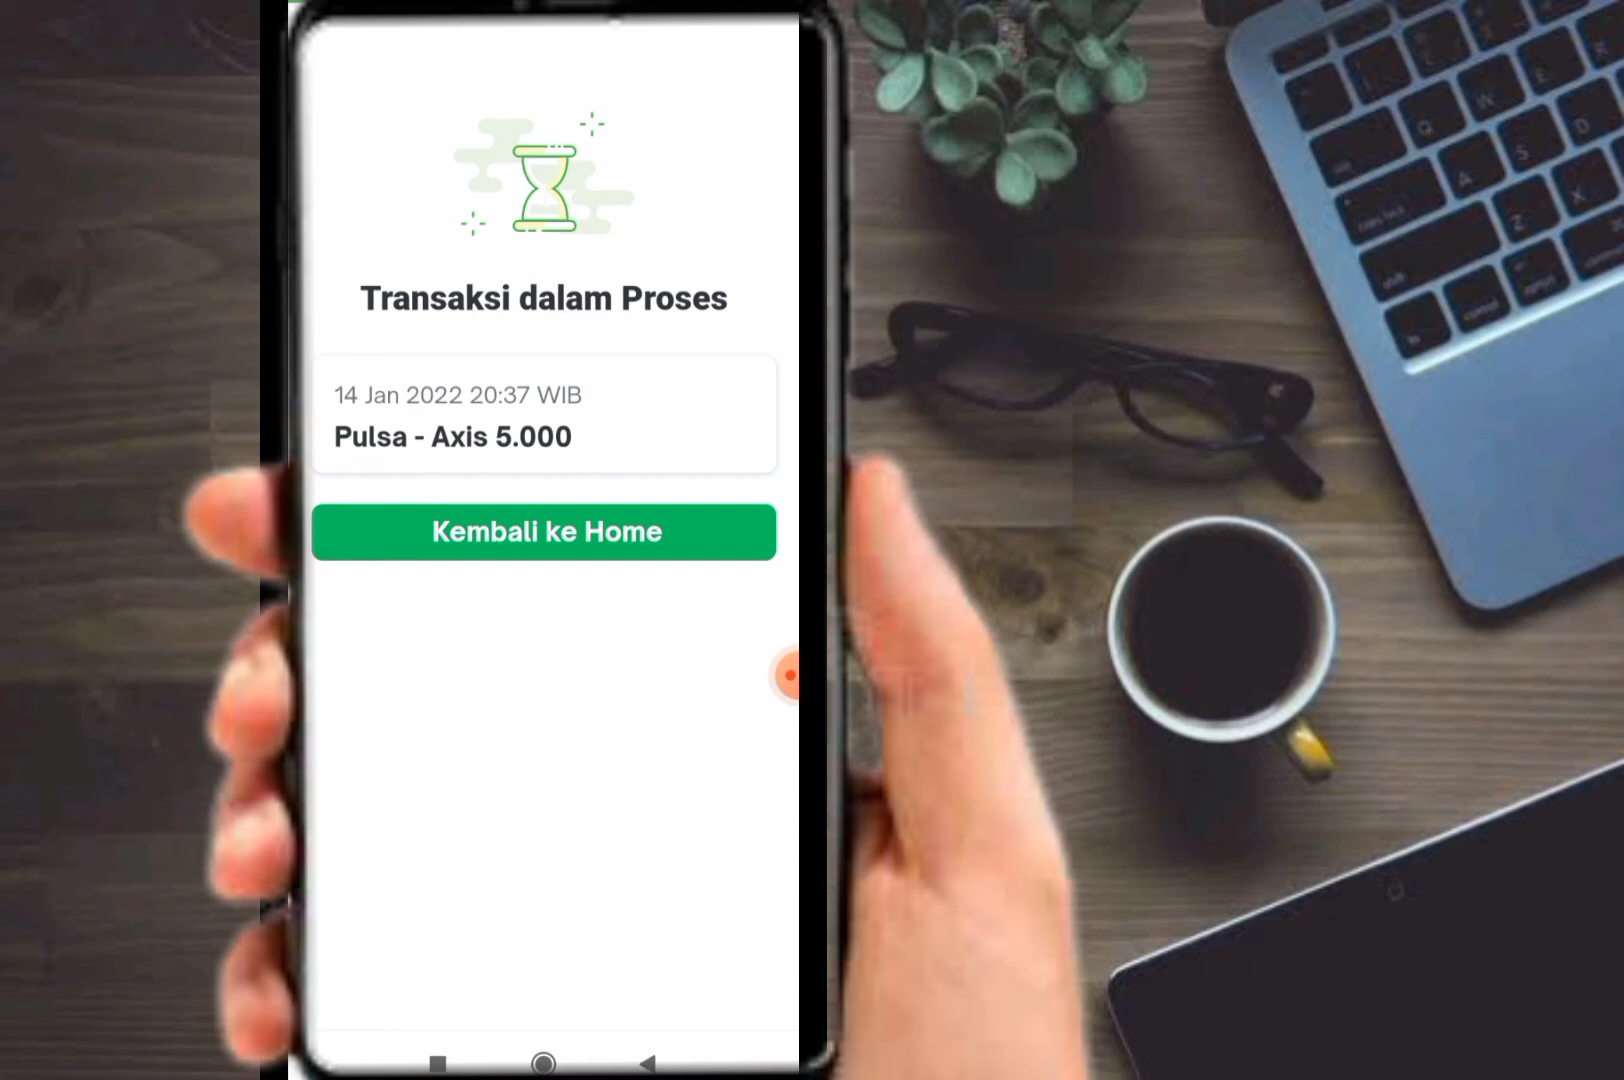 Transaksi dalam Proses
14 Jan 2022 20:37 WIB
Pulsa - Axis 5.000
Kembali ke Home
Q
W
E
A
S
D
Z
X